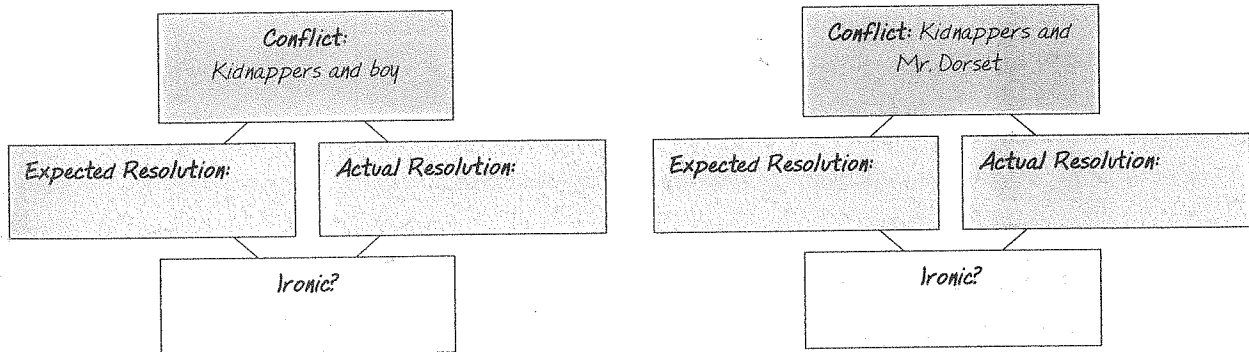 Conflict:
Kidnappers and boy
Expected Resolution:
Actual Resolution:
Ironic?
Conflict: Kidnappers and
Mr. Dorset
Expected Resolution:
Actual Resolution:
Ironic?